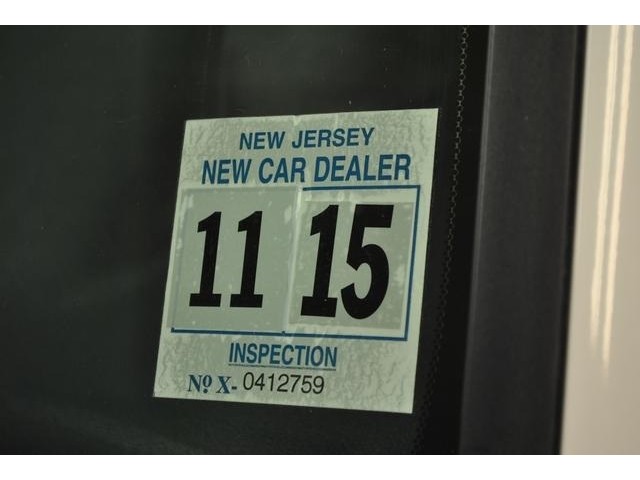 NEW JERSEY
NEW CAR DEALER
11 15
INSPECTION
No X- 0412759